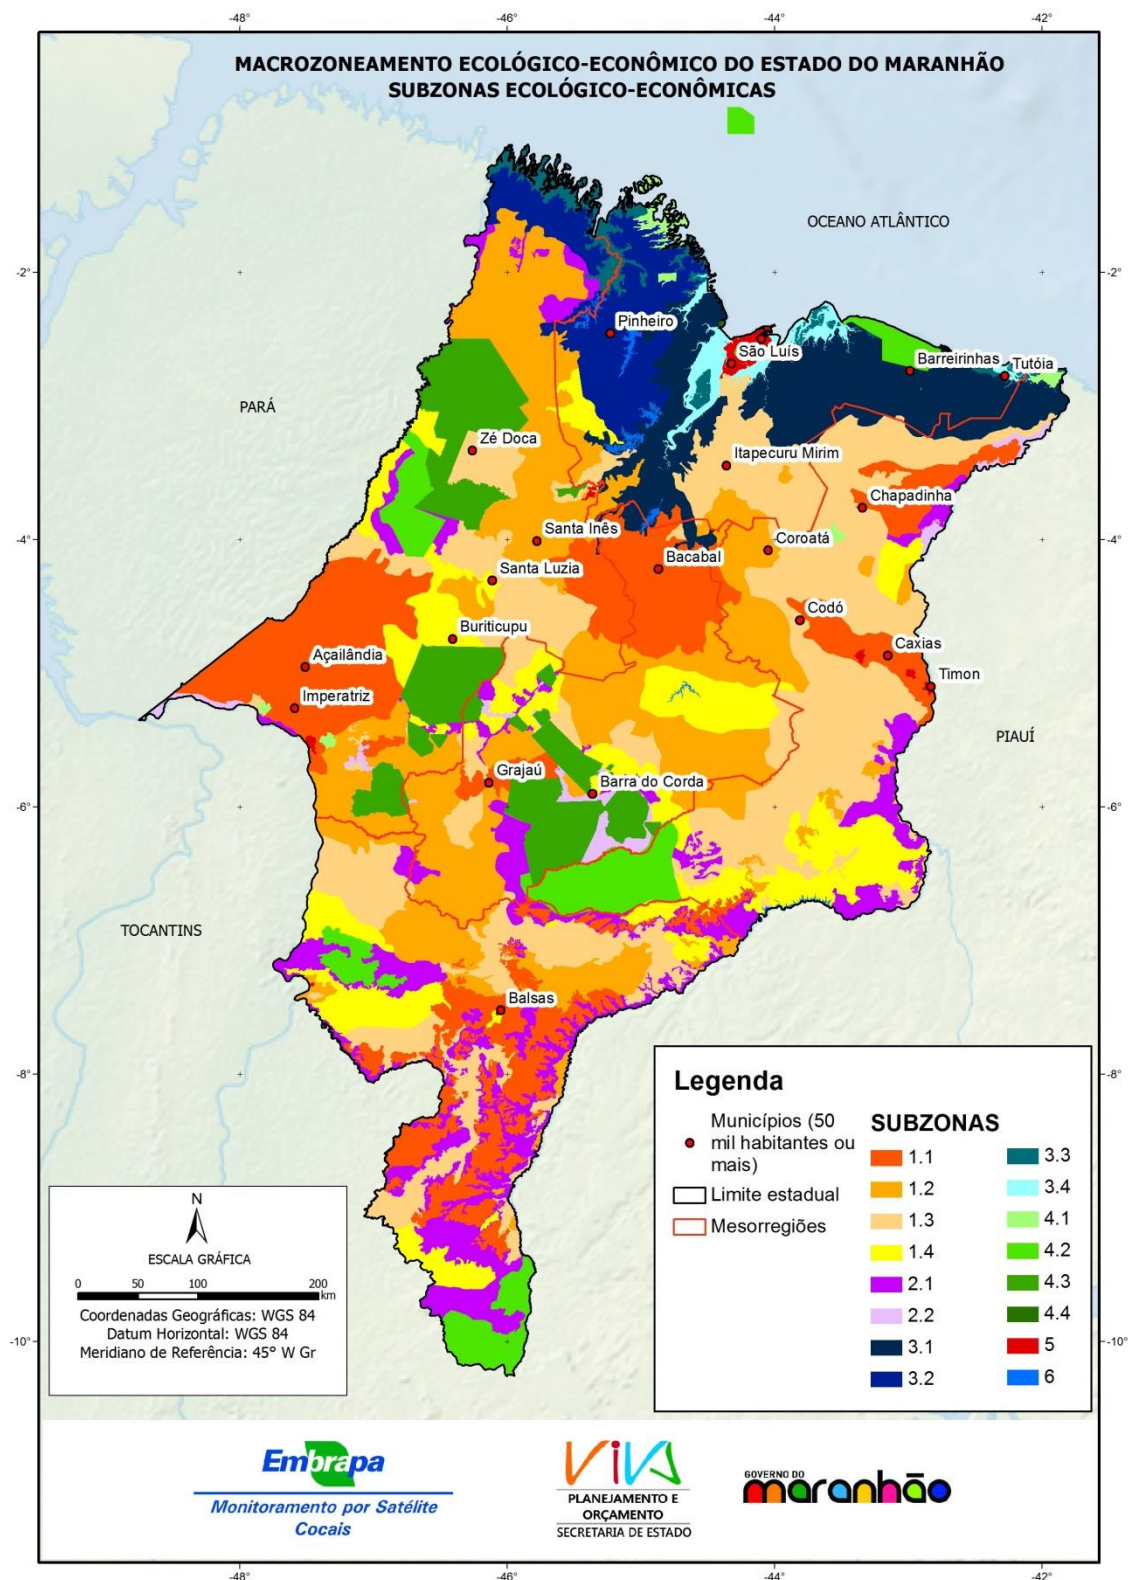 -48° -46° -44° -42°
MACROZONEAMENTO ECOLÓGICO-ECONÔMICO DO ESTADO DO MARANHÃO
SUBZONAS ECOLÓGICO-ECONÔMICAS
OCEANO ATLÂNTICO
-2° -2°
Pinheiro
São Luís
Barreirinhas
Tutóia
PARÁ
Zé Doca
Itapecuru Mirim
Chapadinha
Santa Inês
Coroatá
-4° -4°
Bacabal
Santa Luzia
Codó
Buriticupu
Caxias
Açailândia
Timon
Imperatriz
PIAUÍ
Grajaú
Barra do Corda
-6° -6°
TOCANTINS
Balsas
-8° -8°
Legenda
Municípios (50
mil habitantes ou
mais)
Limite estadual
Mesorregiões
SUBZONAS
1.1
1.2
1.3
1.4
2.1
2.2
3.1
3.2
3.3
3.4
4.1
4.2
4.3
4.4
5
6
N
ESCALA GRÁFICA
0 50 100 200
km
Coordenadas Geográficas: WGS 84
Datum Horizontal: WGS 84
Meridiano de Referência: 45° W Gr
-10° -10°
Embrapa
Monitoramento por Satélite
Cocais
VIVA
PLANEJAMENTO E
ORÇAMENTO
SECRETARIA DE ESTADO
GOVERNO DO
maranhão
-48° -46° -44° -42°